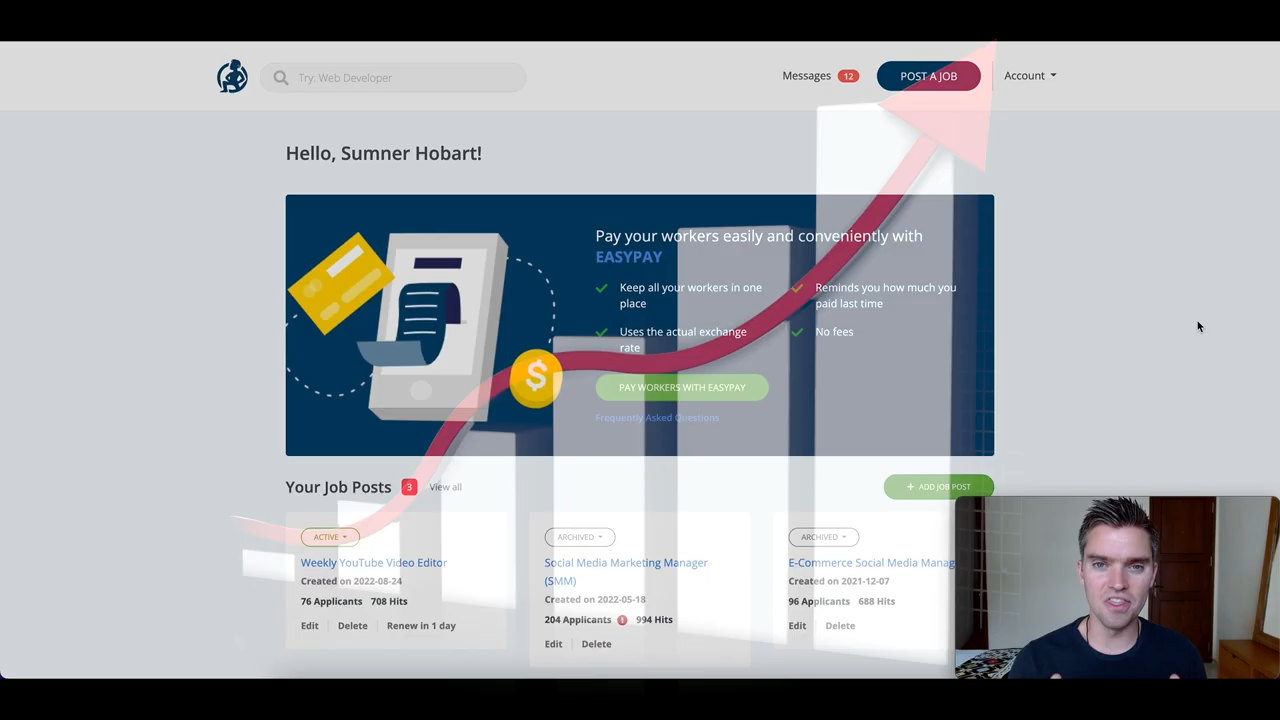 Try: Web Developer
Messages 12
POST A JOB
Account
Hello, Sumner Hobart!
Pay your workers easily and conveniently with
EASYPAY
Keep all your workers in one
place
Reminds you how much you
paid last time
Uses the actual exchange
rate
No fees
$
PAY WORKERS WITH EASYPAY
Frequently Asked Questions
Your Job Posts 3 View all
+ ADD JOB POST
ACTIVE
Weekly YouTube Video Editor
Created on 2022-08-24
76 Applicants 708 Hits
Edit Delete Renew in 1 day
ARCHIVED
Social Media Marketing Manager
(SMM)
Created on 2022-05-18
204 Applicants 994 Hits
Edit Delete
ARCHIVED
E-Commerce Social Media Manag
Created on 2021-12-07
96 Applicants 688 Hits
Edit Delete